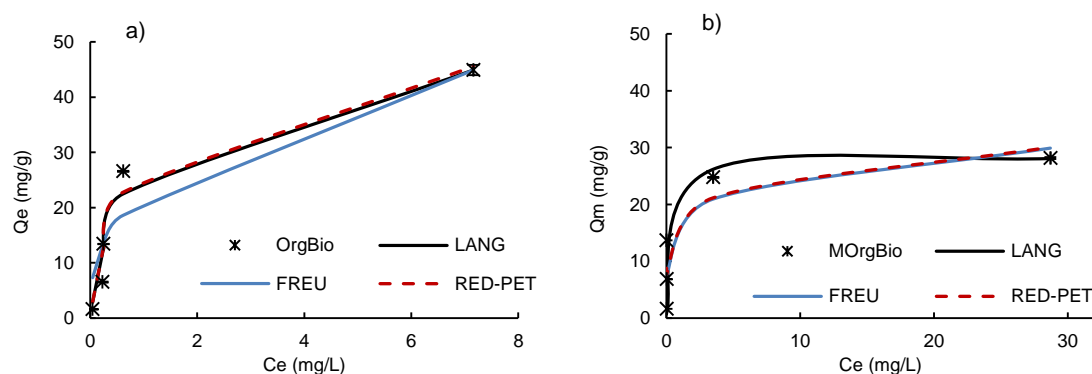 a)
50
40
30
20
10
0
Qe (mg/g)
OrgBio
LANG
FREU
RED-PET
0 2 4 6 8
Ce (mg/L)
b)
50
40
30
20
10
0
Qm (mg/g)
MOrgBio
LANG
FREU
RED-PET
0 10 20 30
Ce (mg/L)